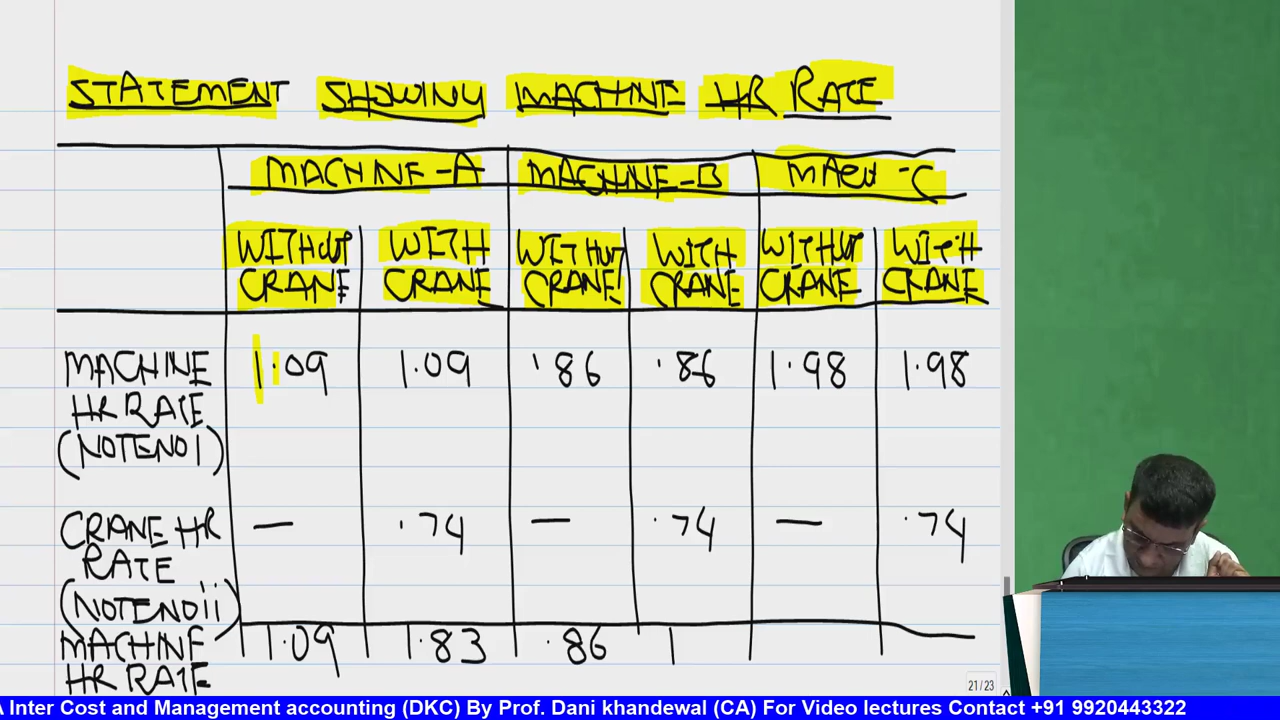 STATEMENT SHOWING MACHINE HR RATE
MACHINE-A MACHINE-B MACH-C
WITHOUT CRANE WITH CRANE WITHOUT CRANE WITH CRANE WITHOUT CRANE WITH CRANE
MACHINE HR RATE (NOTE NO I) 1.09 1.09 .86 .86 1.98 1.98
CRANE HR RATE (NOTE NO ii) — .74 — .74 — .74
MACHINE HR RATE 1.09 1.83 .86 1
21/23
A Inter Cost and Management accounting (DKC) By Prof. Dani khandewal (CA) For Video lectures Contact +91 9920443322